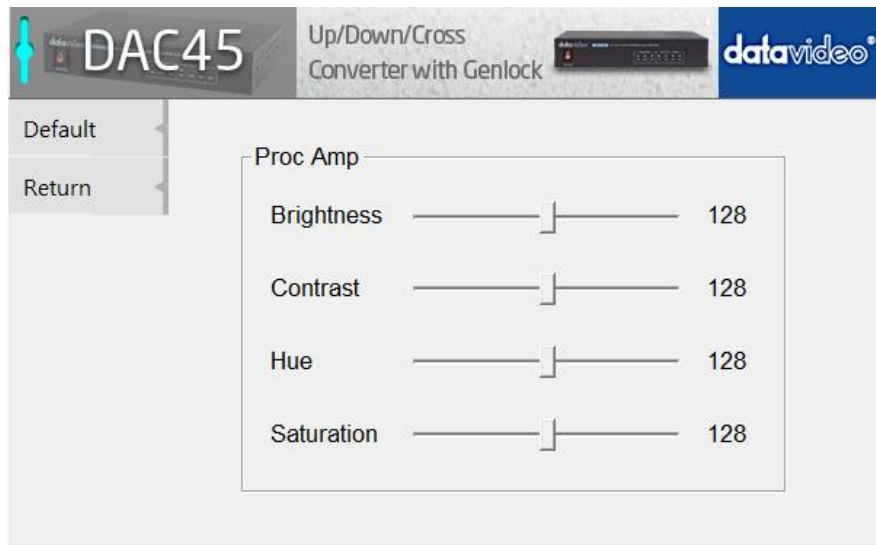 DAC45
Up/Down/Cross
Converter with Genlock
datavideo®
Default
Return
Proc Amp
Brightness 128
Contrast 128
Hue 128
Saturation 128